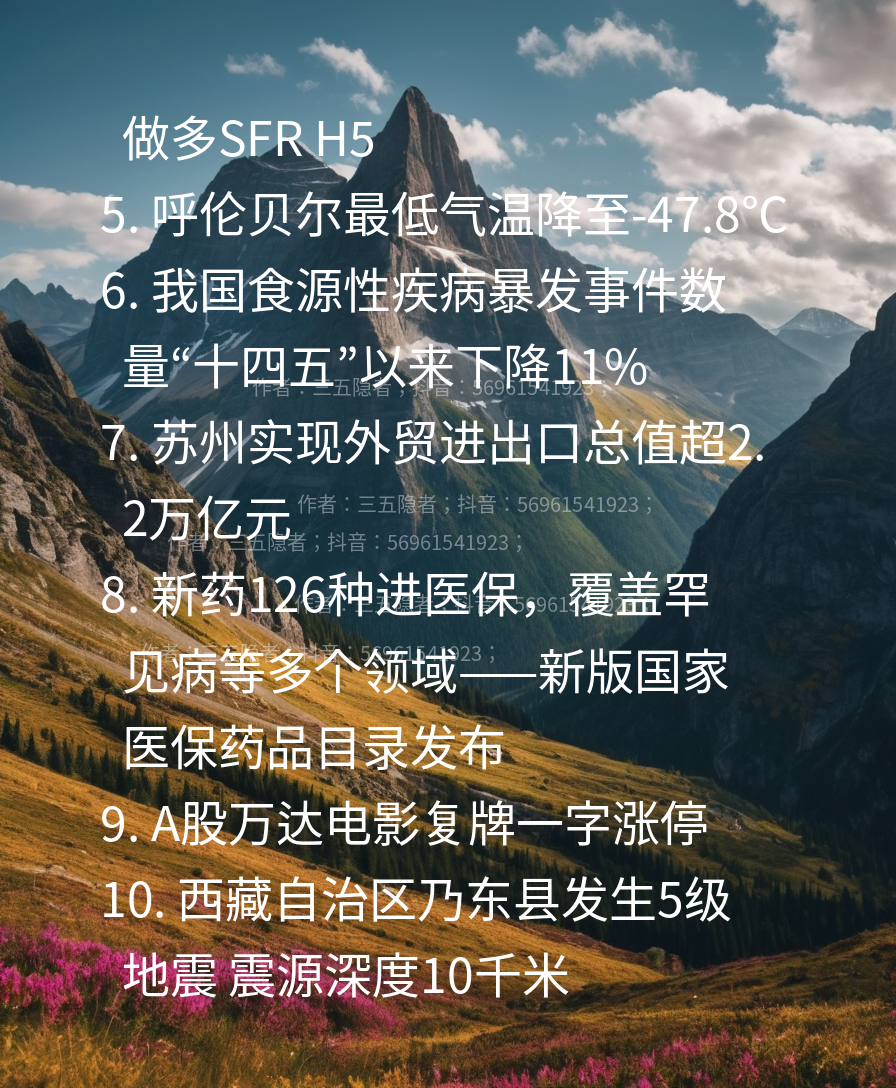 做多SFR H5
5. 呼伦贝尔最低气温降至-47.8℃
6. 我国食源性疾病暴发事件数
量“十四五”以来下降11%
作者：三五隐者；抖音：56961541923；
7. 苏州实现外贸进出口总值超2.
2万亿元
作者：三五隐者；抖音：56961541923；
作者：三五隐者；抖音：56961541923；
8. 新药126种进医保，覆盖罕
作者：三五隐者；抖音：56961541923；
作者：三五隐者；抖音：56961541923；
见病等多个领域——新版国家
医保药品目录发布
9. A股万达电影复牌一字涨停
10. 西藏自治区乃东县发生5级
地震 震源深度10千米